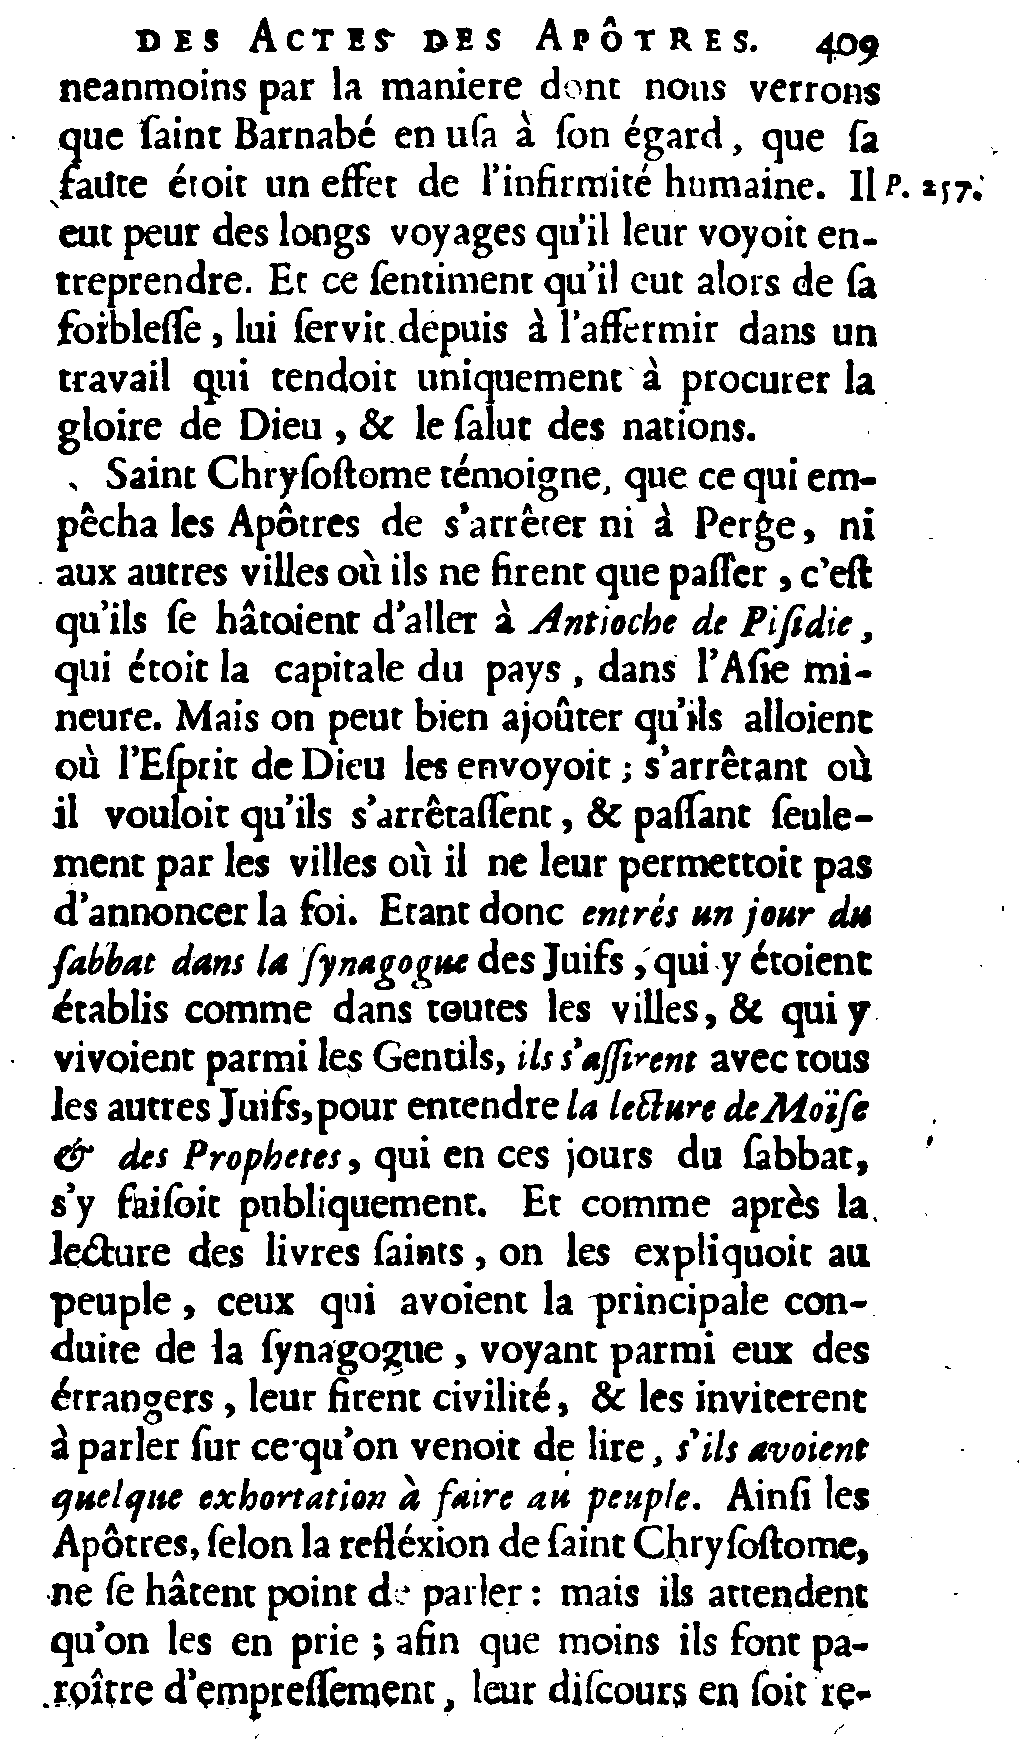 DES ACTES DES APÔTRES. 409
neanmoins par la maniere dont nous verrons
que ſaint Barnabé en uſa à ſon égard, que ſa
faute étoit un effet de l'infirmité humaine. Il P. 257.
eut peur des longs voyages qu'il leur voyoit en-
treprendre. Et ce ſentiment qu'il eut alors de ſa
foibleſſe, lui ſervit depuis à l'affermir dans un
travail qui tendoit uniquement à procurer la
gloire de Dieu, & le ſalut des nations.
Saint Chryſoſtome témoigne, que ce qui em-
pêcha les Apôtres de s'arrêter ni à Perge, ni
aux autres villes où ils ne firent que paſſer, c'eſt
qu'ils ſe hâtoient d'aller à Antioche de Piſidie,
qui étoit la capitale du pays, dans l'Aſie mi-
neure. Mais on peut bien ajoûter qu'ils alloient
où l'Eſprit de Dieu les envoyoit; s'arrêtant où
il vouloit qu'ils s'arrêtaſſent, & paſſant ſeule-
ment par les villes où il ne leur permettoit pas
d'annoncer la foi. Etant donc entrés un jour du
ſabbat dans la ſynagogue des Juifs, qui y étoient
établis comme dans toutes les villes, & qui y
vivoient parmi les Gentils, ils s'aſſirent avec tous
les autres Juifs, pour entendre la lecture de Moïſe
& des Prophetes, qui en ces jours du ſabbat,
s'y faiſoit publiquement. Et comme après la
lecture des livres ſaints, on les expliquoit au
peuple, ceux qui avoient la principale con-
duite de la ſynagogue, voyant parmi eux des
étrangers, leur firent civilité, & les inviterent
à parler ſur ce qu'on venoit de lire, s'ils avoient
quelque exhortation à faire au peuple. Ainſi les
Apôtres, ſelon la refléxion de ſaint Chryſoſtome,
ne ſe hâtent point de parler: mais ils attendent
qu'on les en prie; afin que moins ils font pa-
roître d'empreſſement, leur diſcours en ſoit re-